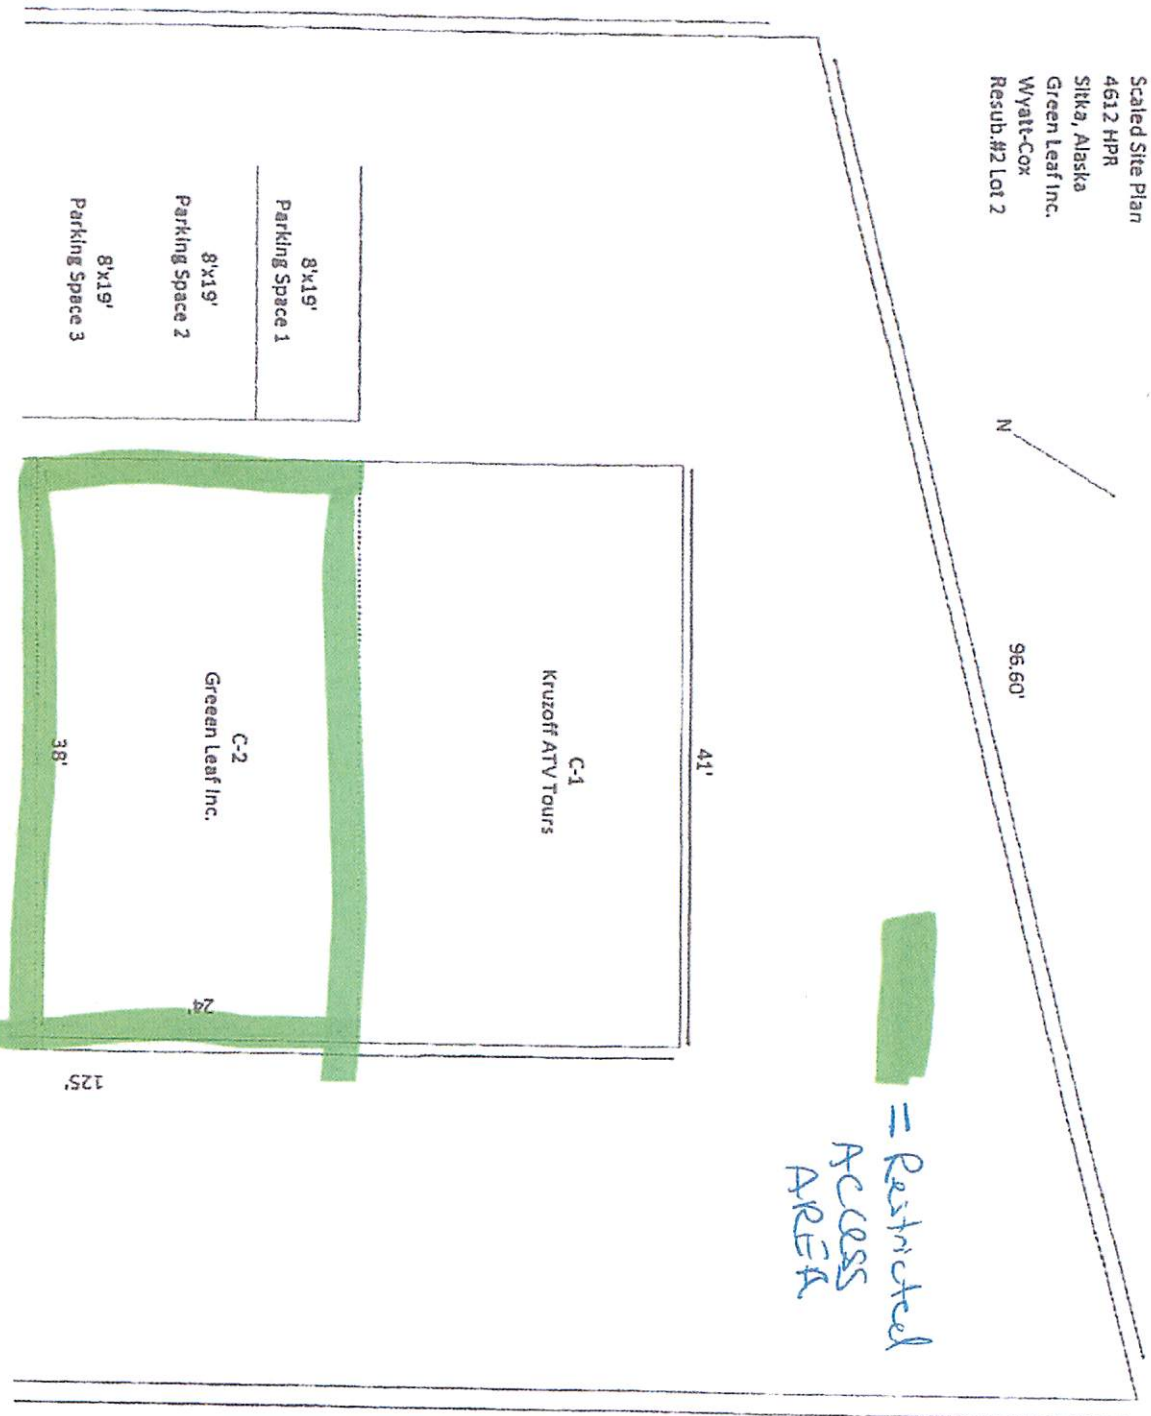 Scaled Site Plan
4612 HPR
Sitka, Alaska
Green Leaf Inc.
Wyatt-Cox
Resub.#2 Lot 2
N
96.60'
= Restricted
ACCESS
AREA
41'
C-1
Kruzoff ATV Tours
8'x19'
Parking Space 1
8'x19'
Parking Space 2
8'x19'
Parking Space 3
C-2
Greeen Leaf Inc.
24'
38'
125'